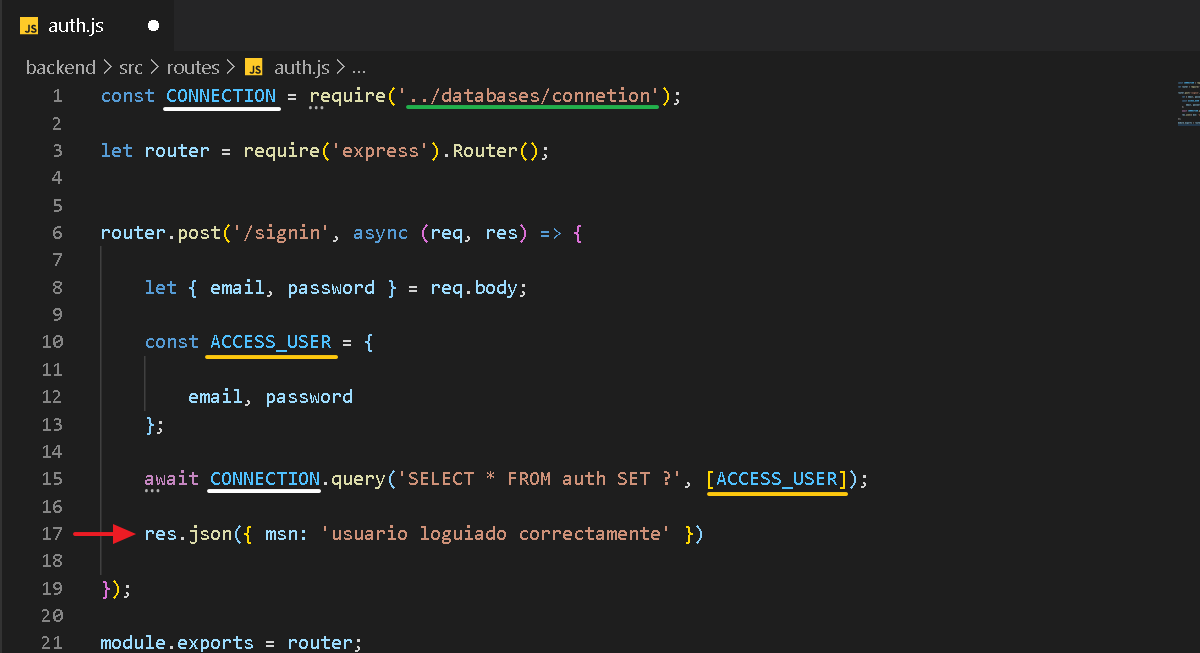 JS auth.js
backend > src > routes > JS auth.js > ...
1 const CONNECTION = require('../databases/connetion');
2
3 let router = require('express').Router();
4
5
6 router.post('/signin', async (req, res) => {
7
8 let { email, password } = req.body;
9
10 const ACCESS_USER = {
11
12 email, password
13 };
14
15 await CONNECTION.query('SELECT * FROM auth SET ?', [ACCESS_USER]);
16
17 res.json({ msn: 'usuario loguiado correctamente' })
18
19 });
20
21 module.exports = router;